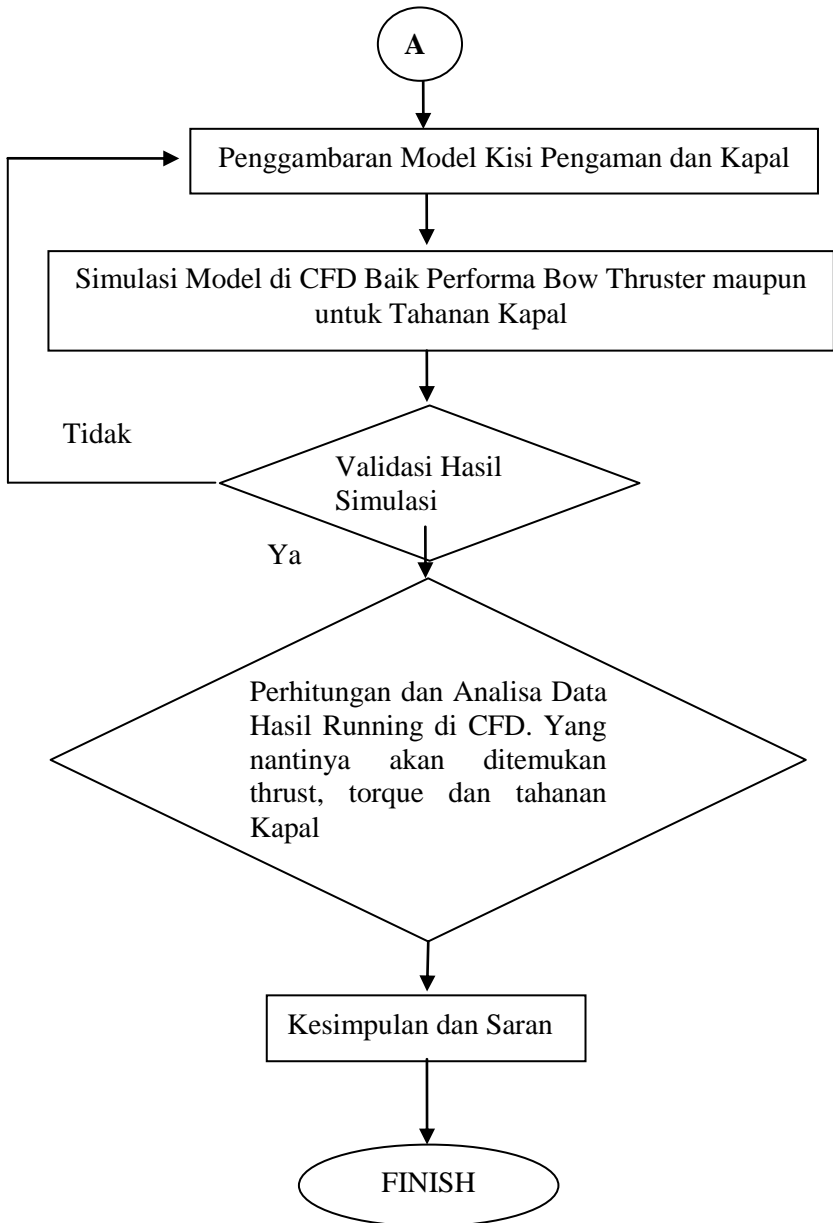 A
Penggambaran Model Kisi Pengaman dan Kapal
Simulasi Model di CFD Baik Performa Bow Thruster maupun
untuk Tahanan Kapal
Tidak
Validasi Hasil
Simulasi
Ya
Perhitungan dan Analisa Data
Hasil Running di CFD. Yang
nantinya akan ditemukan
thrust, torque dan tahanan
Kapal
Kesimpulan dan Saran
FINISH